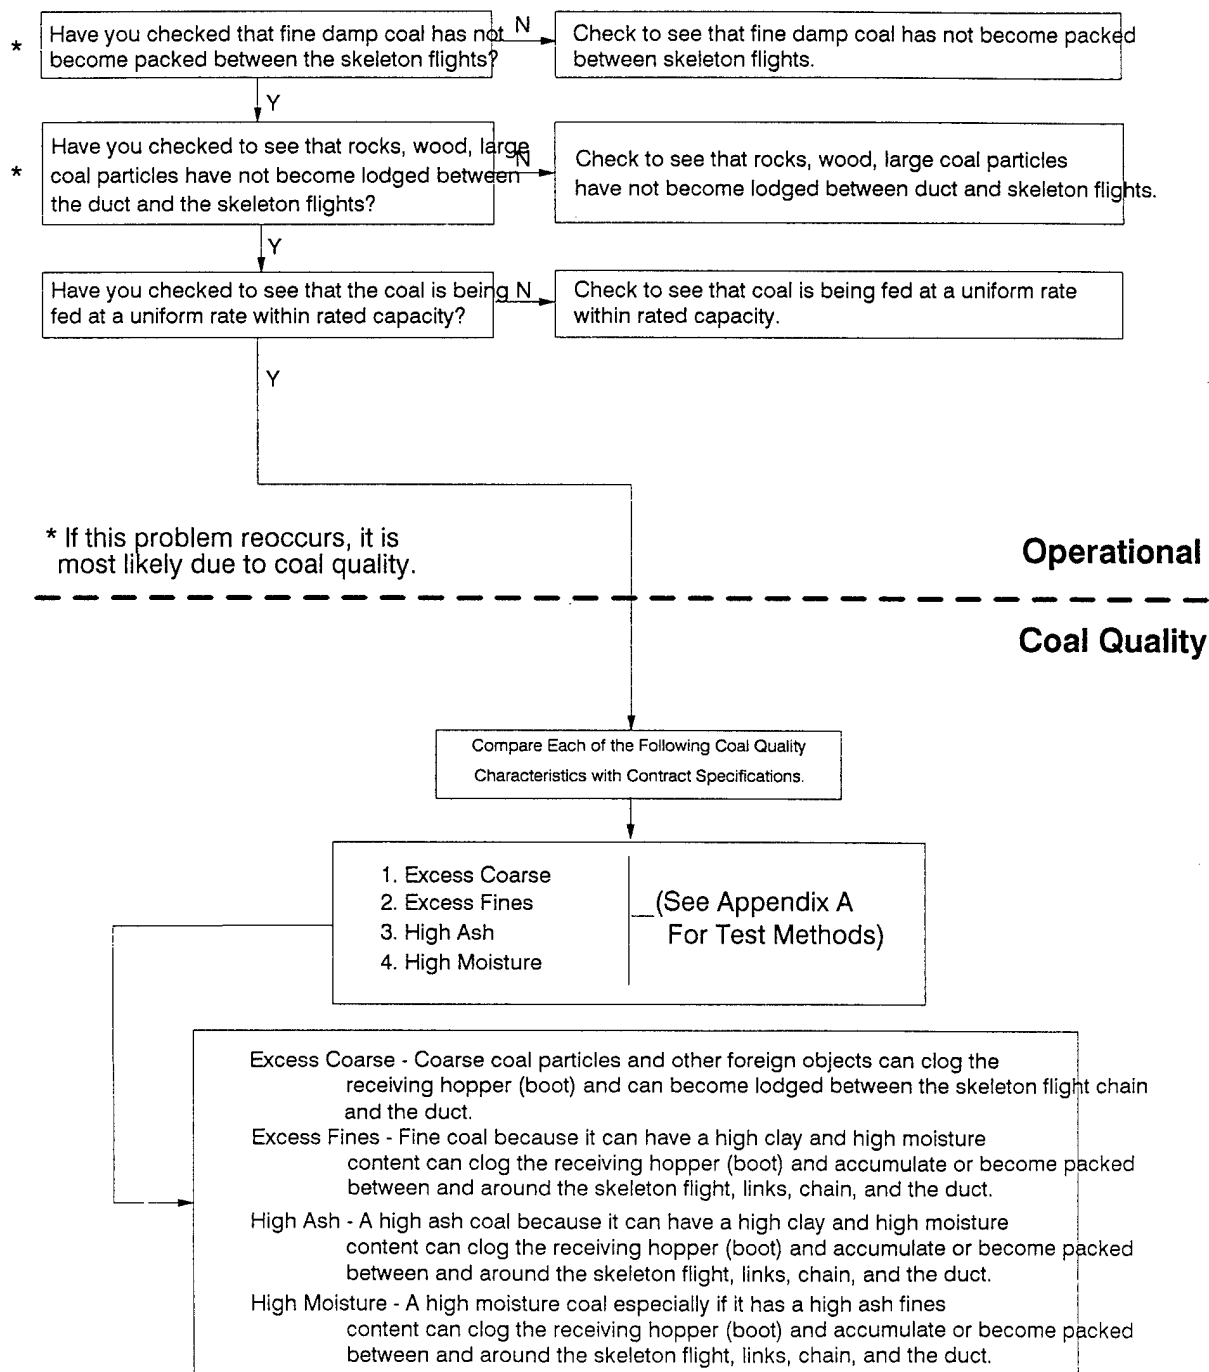 * Have you checked that fine damp coal has not
become packed between the skeleton flights?
N
Check to see that fine damp coal has not become packed
between skeleton flights.
Y
* Have you checked to see that rocks, wood, large
coal particles have not become lodged between
the duct and the skeleton flights?
N
Check to see that rocks, wood, large coal particles
have not become lodged between duct and skeleton flights.
Y
Have you checked to see that the coal is being
fed at a uniform rate within rated capacity?
N
Check to see that coal is being fed at a uniform rate
within rated capacity.
Y
* If this problem reoccurs, it is
most likely due to coal quality.
Operational
Coal Quality
Compare Each of the Following Coal Quality
Characteristics with Contract Specifications.
1. Excess Coarse
2. Excess Fines
3. High Ash
4. High Moisture
(See Appendix A
For Test Methods)
Excess Coarse - Coarse coal particles and other foreign objects can clog the
receiving hopper (boot) and can become lodged between the skeleton flight chain
and the duct.
Excess Fines - Fine coal because it can have a high clay and high moisture
content can clog the receiving hopper (boot) and accumulate or become packed
between and around the skeleton flight, links, chain, and the duct.
High Ash - A high ash coal because it can have a high clay and high moisture
content can clog the receiving hopper (boot) and accumulate or become packed
between and around the skeleton flight, links, chain, and the duct.
High Moisture - A high moisture coal especially if it has a high ash fines
content can clog the receiving hopper (boot) and accumulate or become packed
between and around the skeleton flight, links, chain, and the duct.